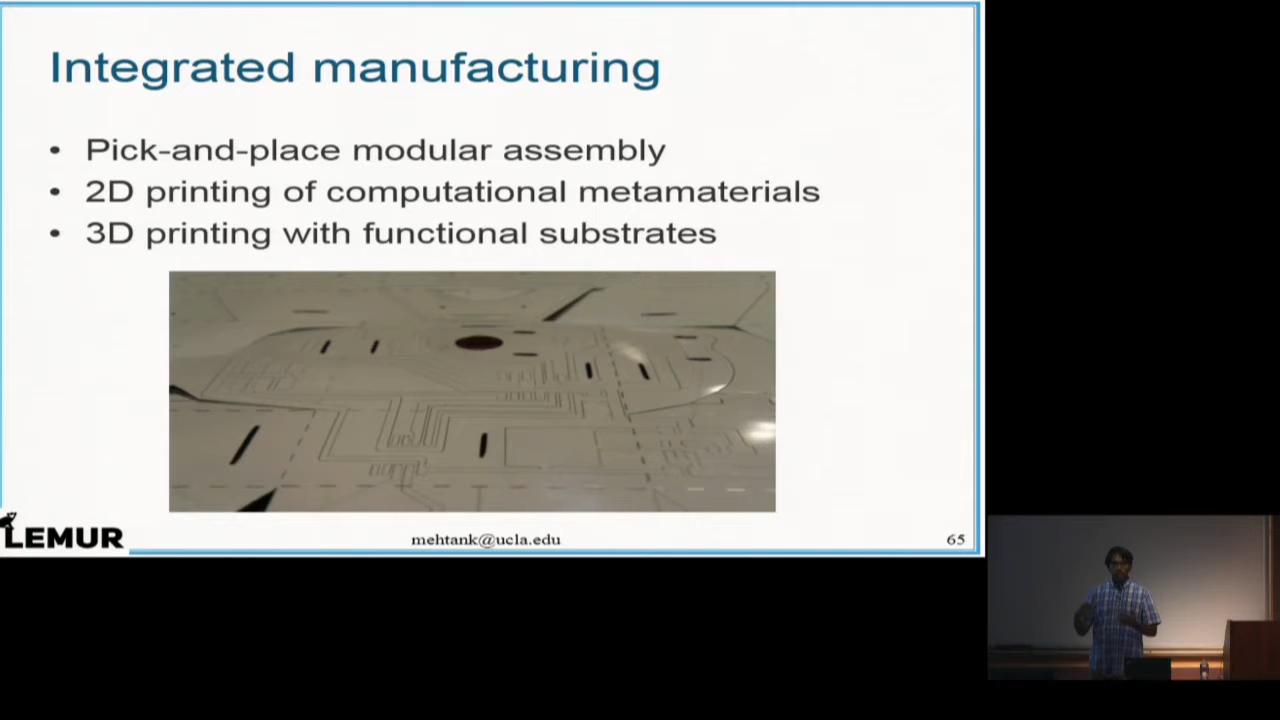 Integrated manufacturing
• Pick-and-place modular assembly
• 2D printing of computational metamaterials
• 3D printing with functional substrates
LEMUR
mehtank@ucla.edu
65